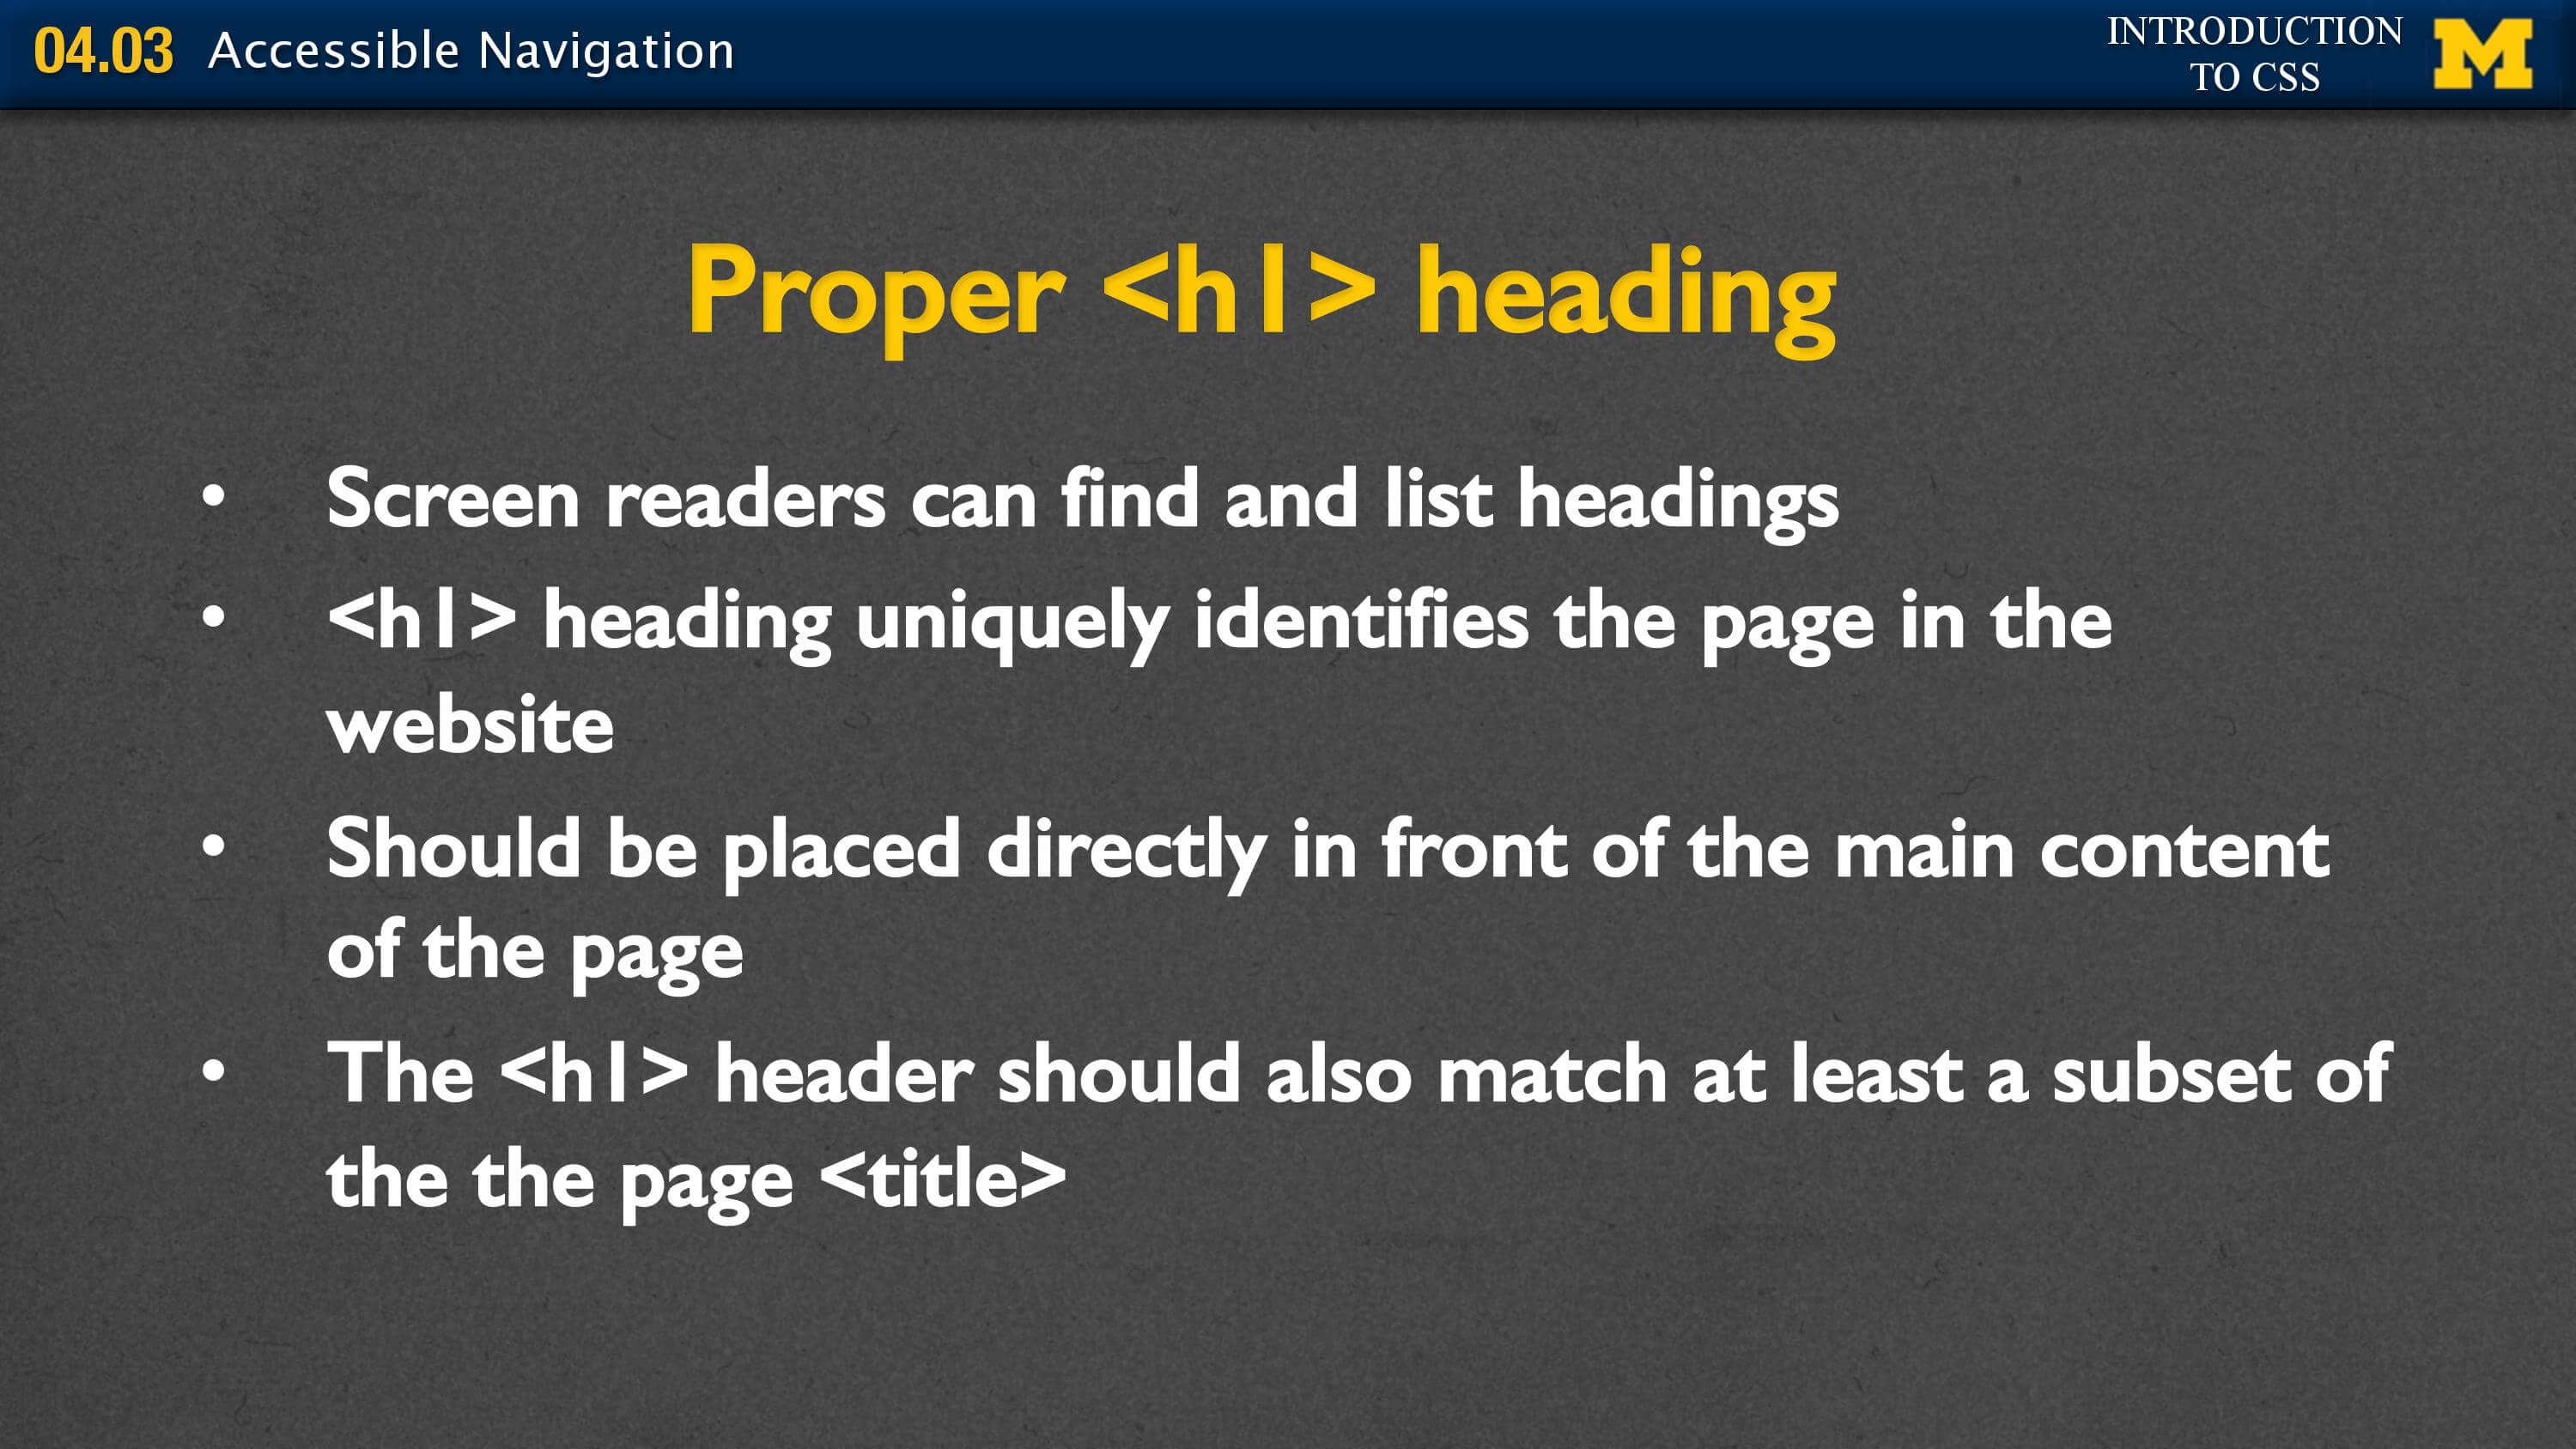 04.03 Accessible Navigation
INTRODUCTION
TO CSS
M
Proper <h1> heading
• Screen readers can find and list headings
• <h1> heading uniquely identifies the page in the
website
• Should be placed directly in front of the main content
of the page
• The <h1> header should also match at least a subset of
the the page <title>